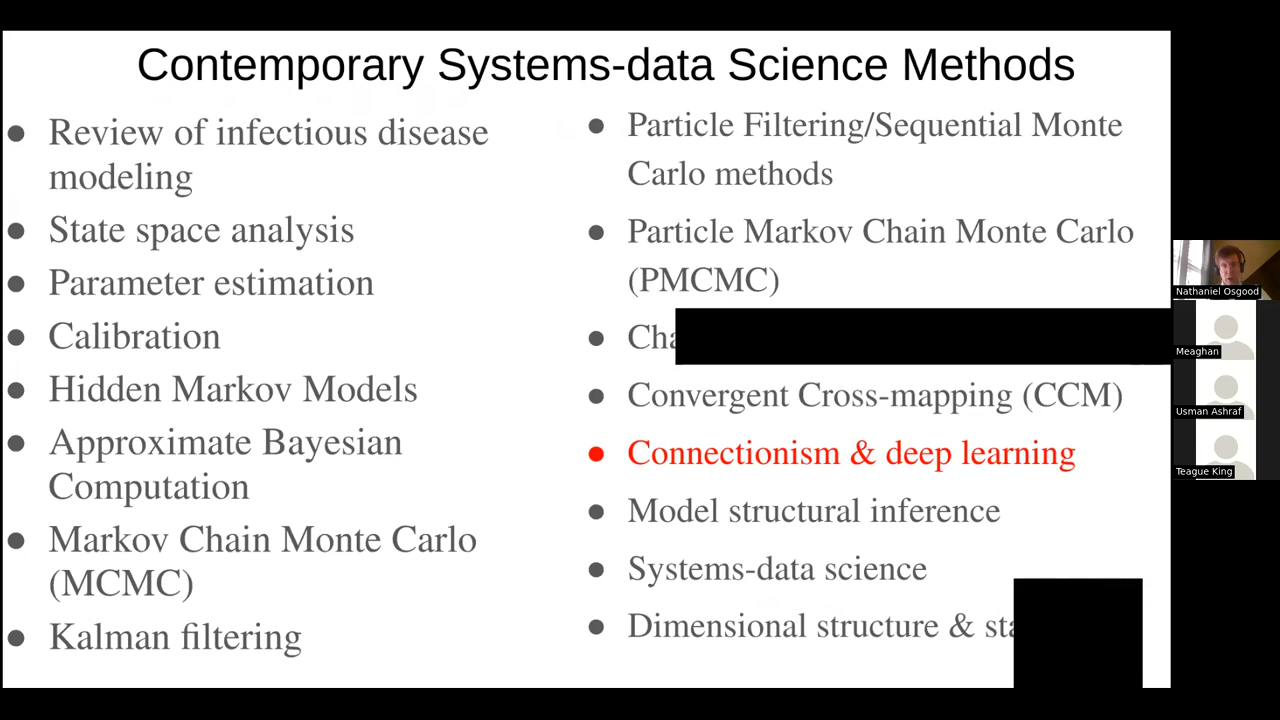 Contemporary Systems-data Science Methods
● Review of infectious disease
modeling
● State space analysis
● Parameter estimation
● Calibration
● Hidden Markov Models
● Approximate Bayesian
Computation
● Markov Chain Monte Carlo
(MCMC)
● Kalman filtering
● Particle Filtering/Sequential Monte
Carlo methods
● Particle Markov Chain Monte Carlo
(PMCMC)
● Convergent Cross-mapping (CCM)
● Connectionism & deep learning
● Model structural inference
● Systems-data science
● Dimensional structure &
Nathaniel Osgood
Meaghan
Usman Ashraf
Teague King